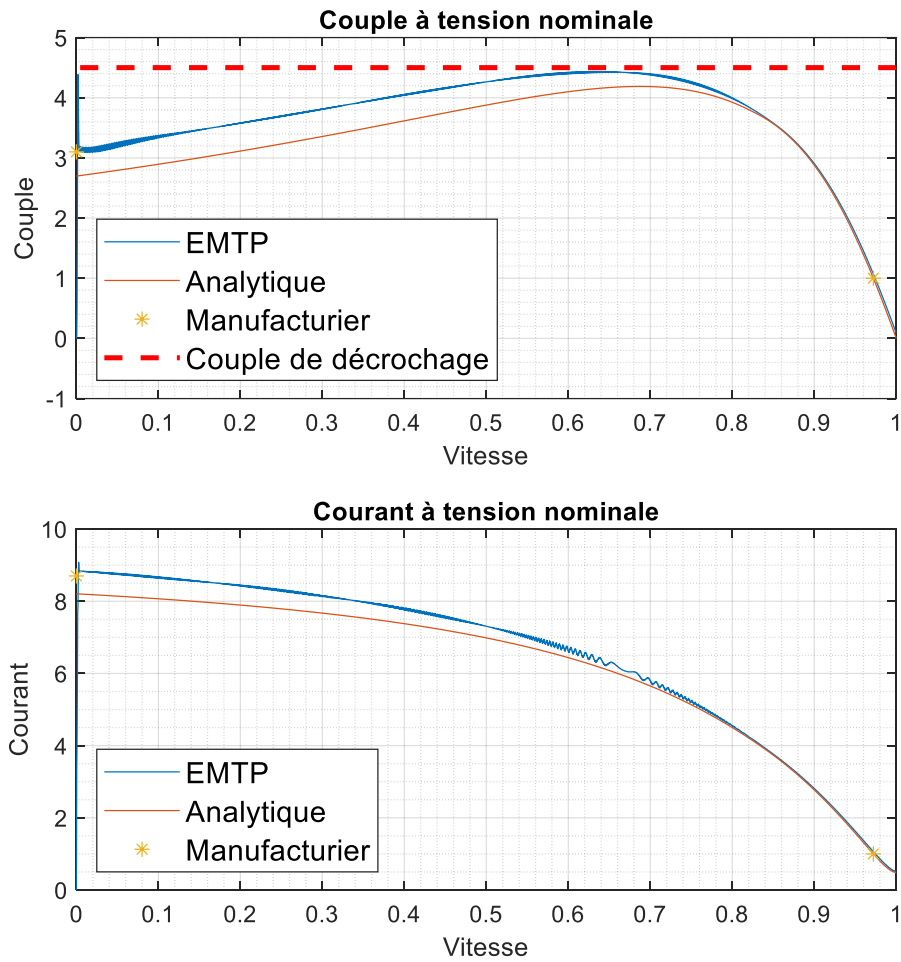 Couple à tension nominale
5
4
3
2
1
0
-1
Couple
EMTP
Analytique
Manufacturier
Couple de décrochage
0 0.1 0.2 0.3 0.4 0.5 0.6 0.7 0.8 0.9 1
Vitesse
Courant à tension nominale
10
8
6
4
2
0
Courant
EMTP
Analytique
Manufacturier
0 0.1 0.2 0.3 0.4 0.5 0.6 0.7 0.8 0.9 1
Vitesse